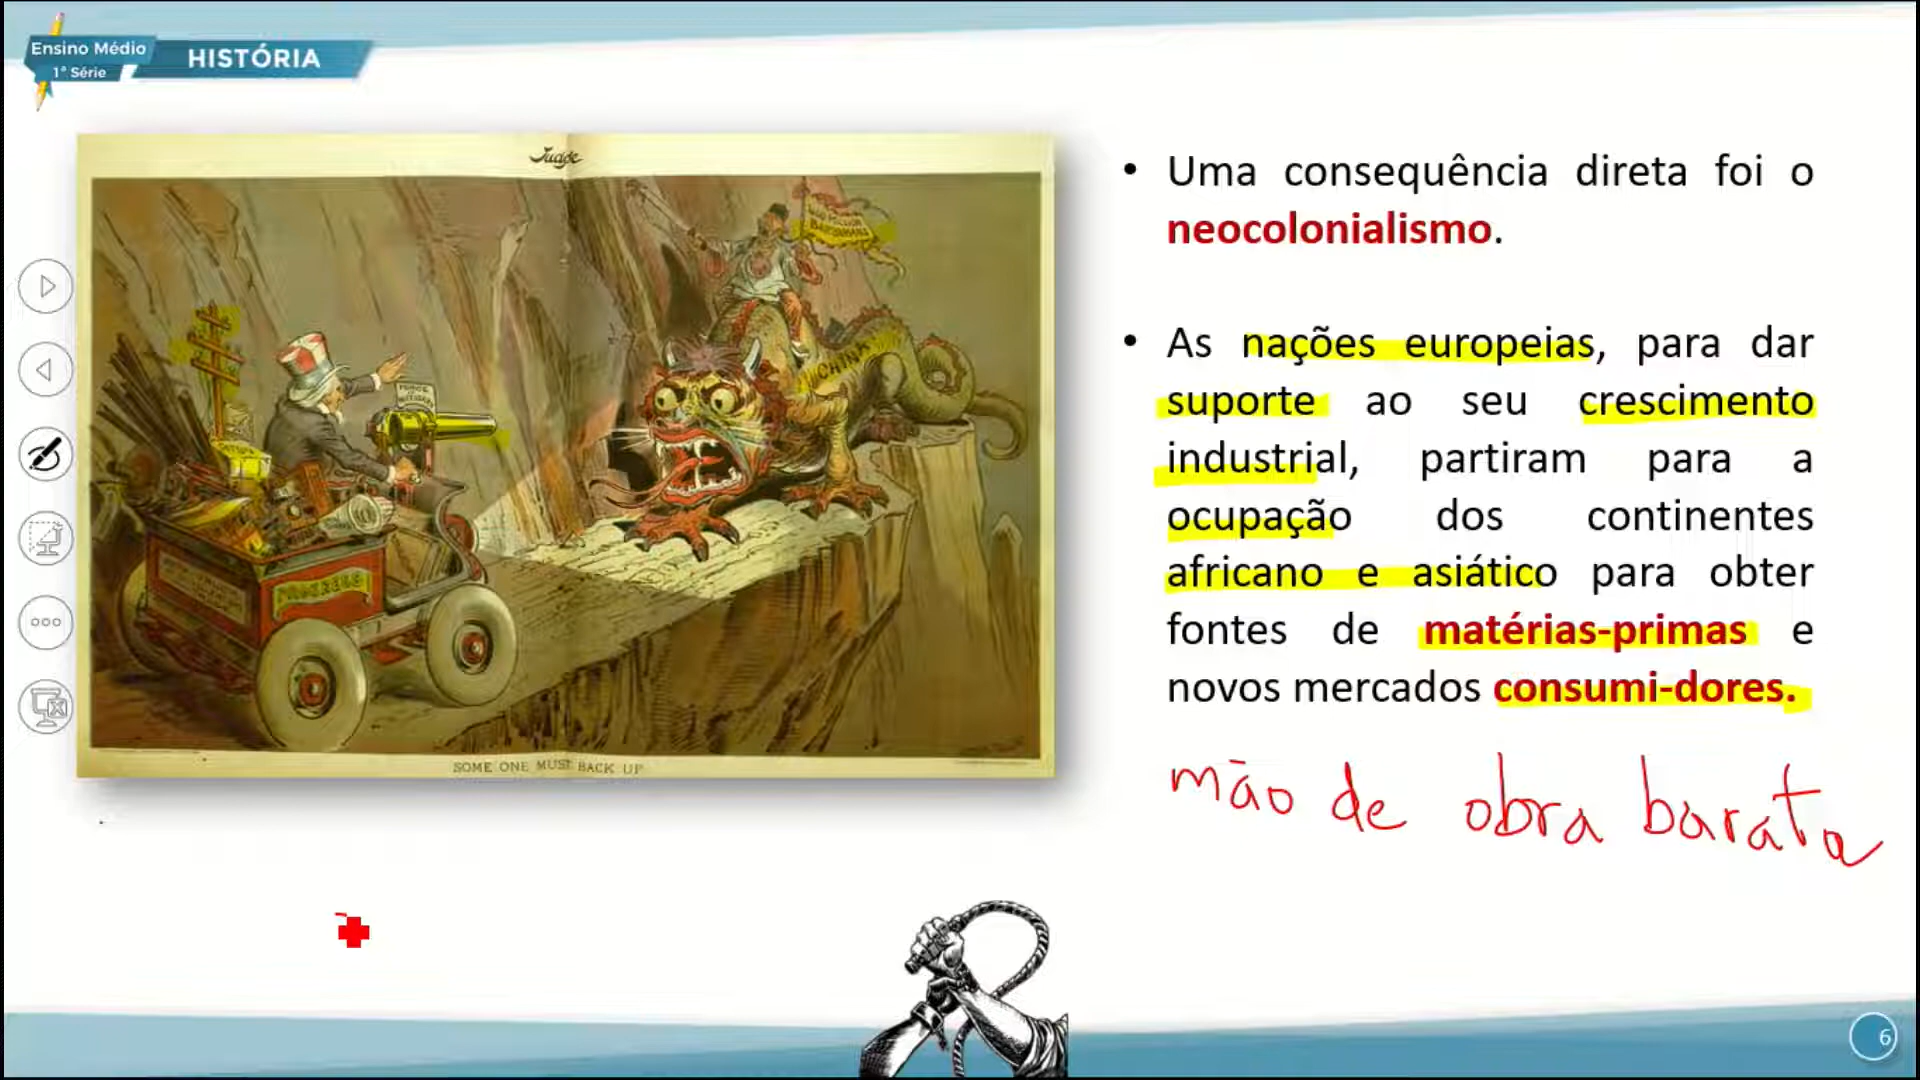 Ensino Médio
1ª Série
HISTÓRIA
Judge
CHINA
PROGRESS
SOME ONE MUST BACK UP
• Uma consequência direta foi o
neocolonialismo.
• As nações europeias, para dar
suporte ao seu crescimento
industrial, partiram para a
ocupação dos continentes
africano e asiático para obter
fontes de matérias-primas e
novos mercados consumi-dores.
mão de obra barata
6